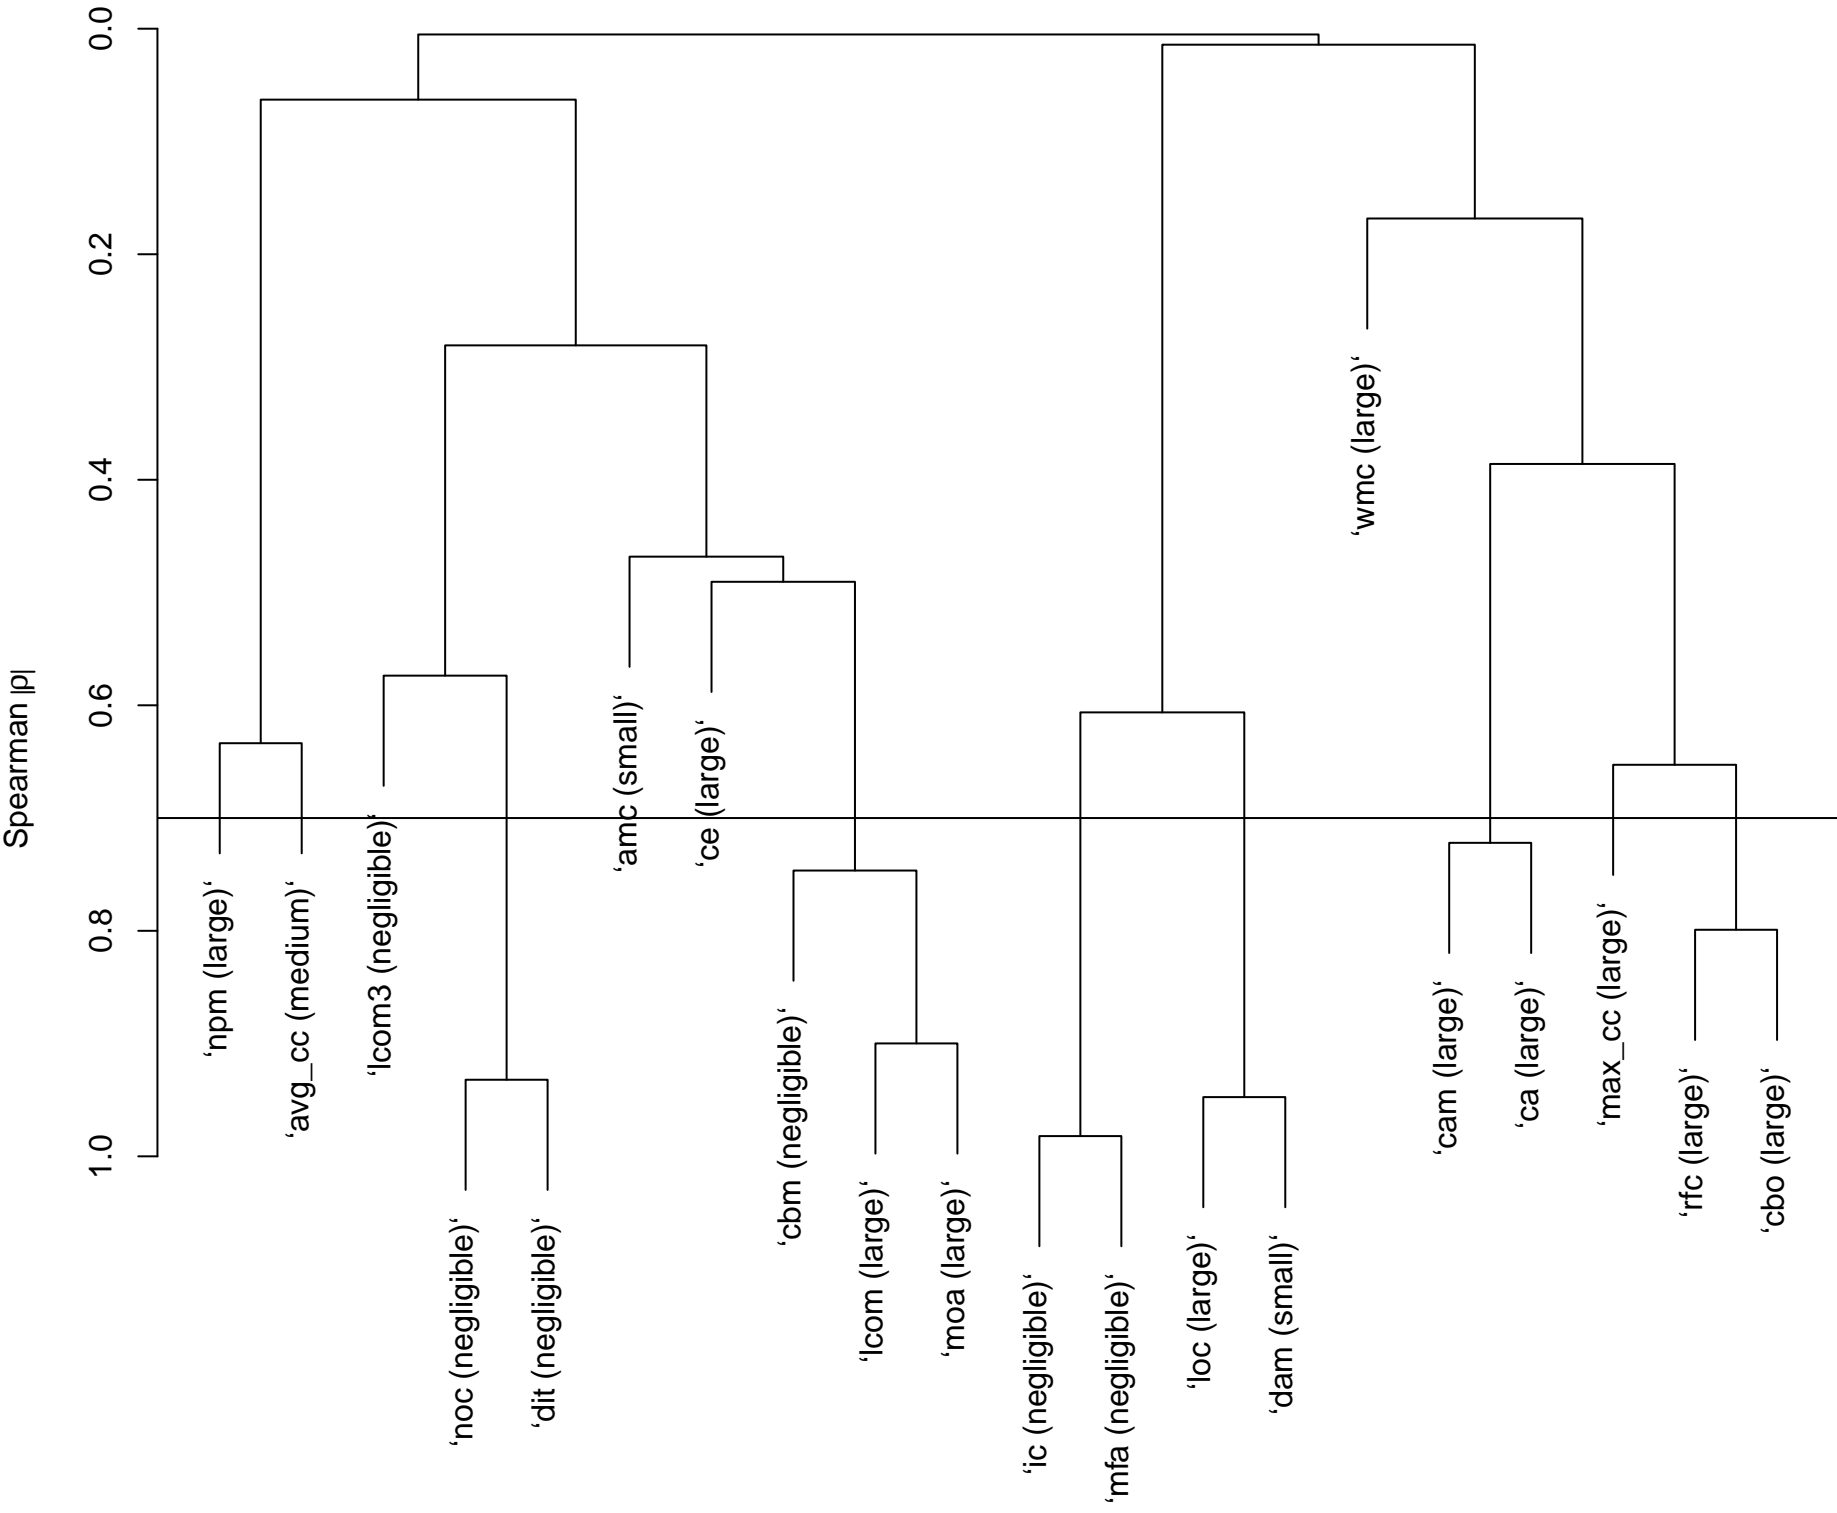 Spearman |ρ|
0.0
0.2
0.4
0.6
0.8
1.0
‘npm (large)‘
‘avg_cc (medium)‘
‘lcom3 (negligible)‘
‘noc (negligible)‘
‘dit (negligible)‘
‘amc (small)‘
‘ce (large)‘
‘cbm (negligible)‘
‘lcom (large)‘
‘moa (large)‘
‘ic (negligible)‘
‘mfa (negligible)‘
‘loc (large)‘
‘dam (small)‘
‘wmc (large)‘
‘cam (large)‘
‘ca (large)‘
‘max_cc (large)‘
‘rfc (large)‘
‘cbo (large)‘